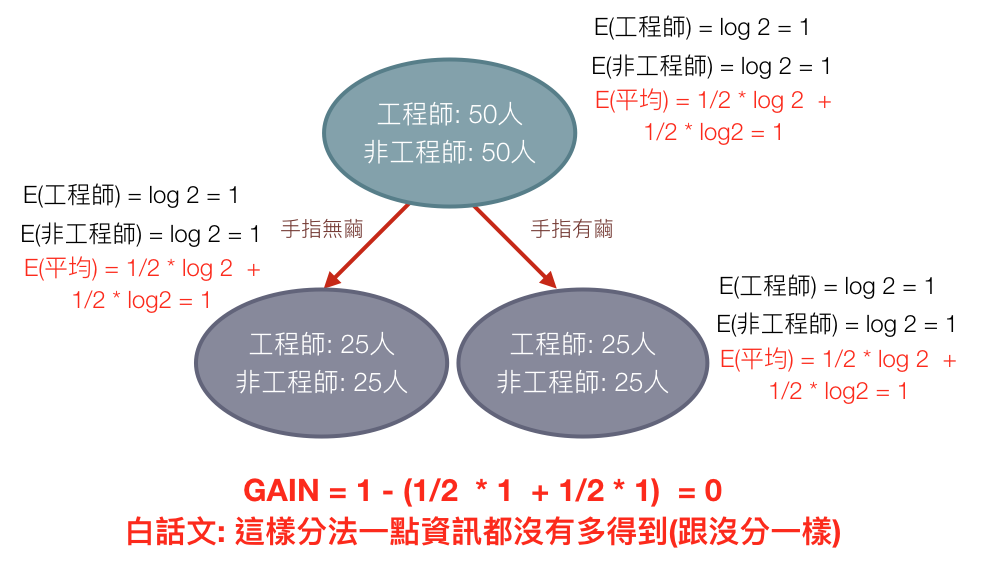 E(工程師) = log 2 = 1
E(非工程師) = log 2 = 1
E(平均) = 1/2 * log 2 +
1/2 * log2 = 1
工程師: 50人
非工程師: 50人
E(工程師) = log 2 = 1
E(非工程師) = log 2 = 1
E(平均) = 1/2 * log 2 +
1/2 * log2 = 1
手指無繭
手指有繭
工程師: 25人
非工程師: 25人
工程師: 25人
非工程師: 25人
E(工程師) = log 2 = 1
E(非工程師) = log 2 = 1
E(平均) = 1/2 * log 2 +
1/2 * log2 = 1
GAIN = 1 - (1/2 * 1 + 1/2 * 1) = 0
白話文: 這樣分法一點資訊都沒有多得到(跟沒分一樣)